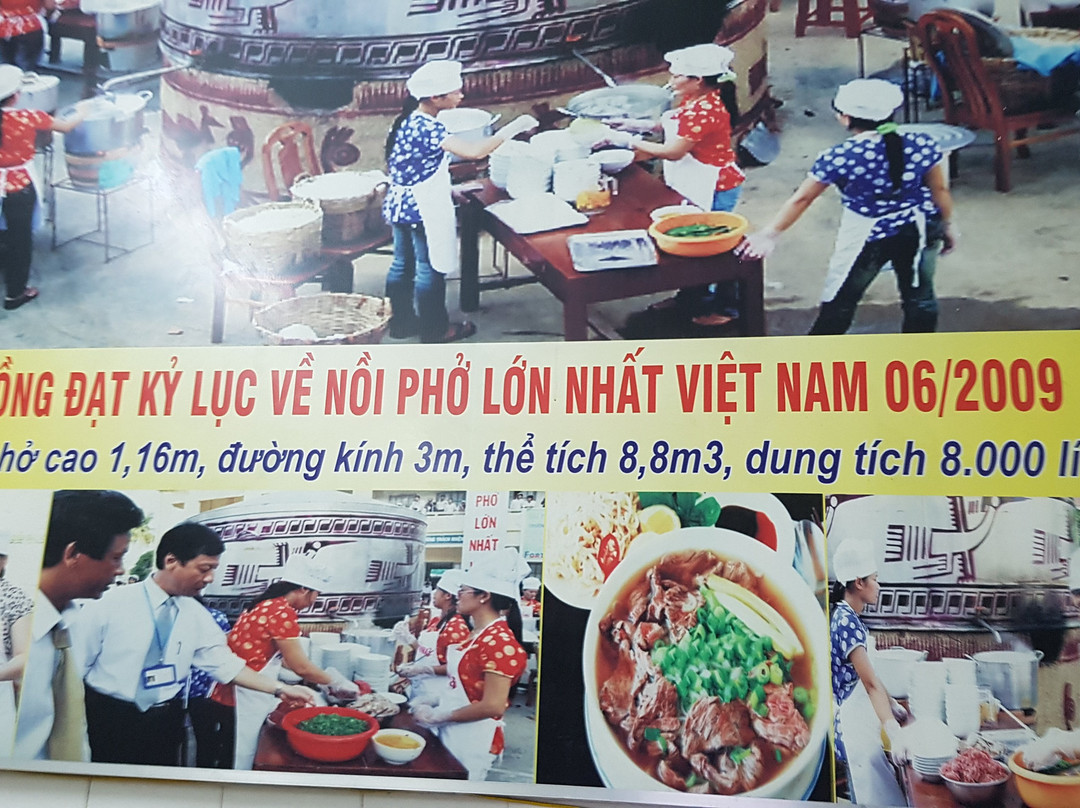 ỒNG ĐẠT KỶ LỤC VỀ NỒI PHỞ LỚN NHẤT VIỆT NAM 06/2009
hở cao 1,16m, đường kính 3m, thể tích 8,8m3, dung tích 8.000 lí
PHỞ
LỚN
NHẤT